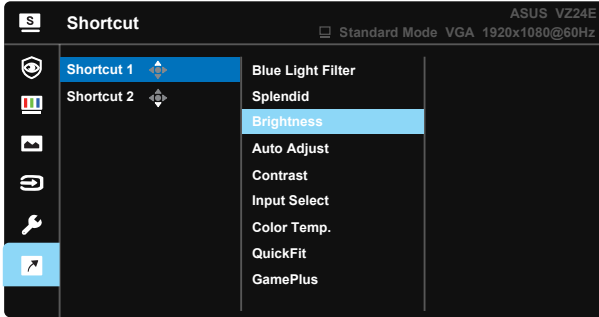 S Shortcut
ASUS VZ24E
Standard Mode VGA 1920x1080@60Hz
Shortcut 1
Shortcut 2
Blue Light Filter
Splendid
Brightness
Auto Adjust
Contrast
Input Select
Color Temp.
QuickFit
GamePlus